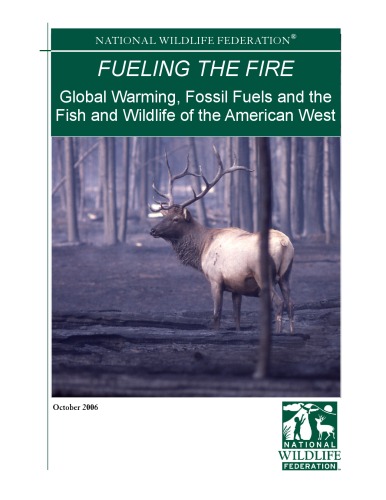 NATIONAL WILDLIFE FEDERATION®
FUELING THE FIRE
Global Warming, Fossil Fuels and the
Fish and Wildlife of the American West
October 2006
NATIONAL
WILDLIFE
FEDERATION